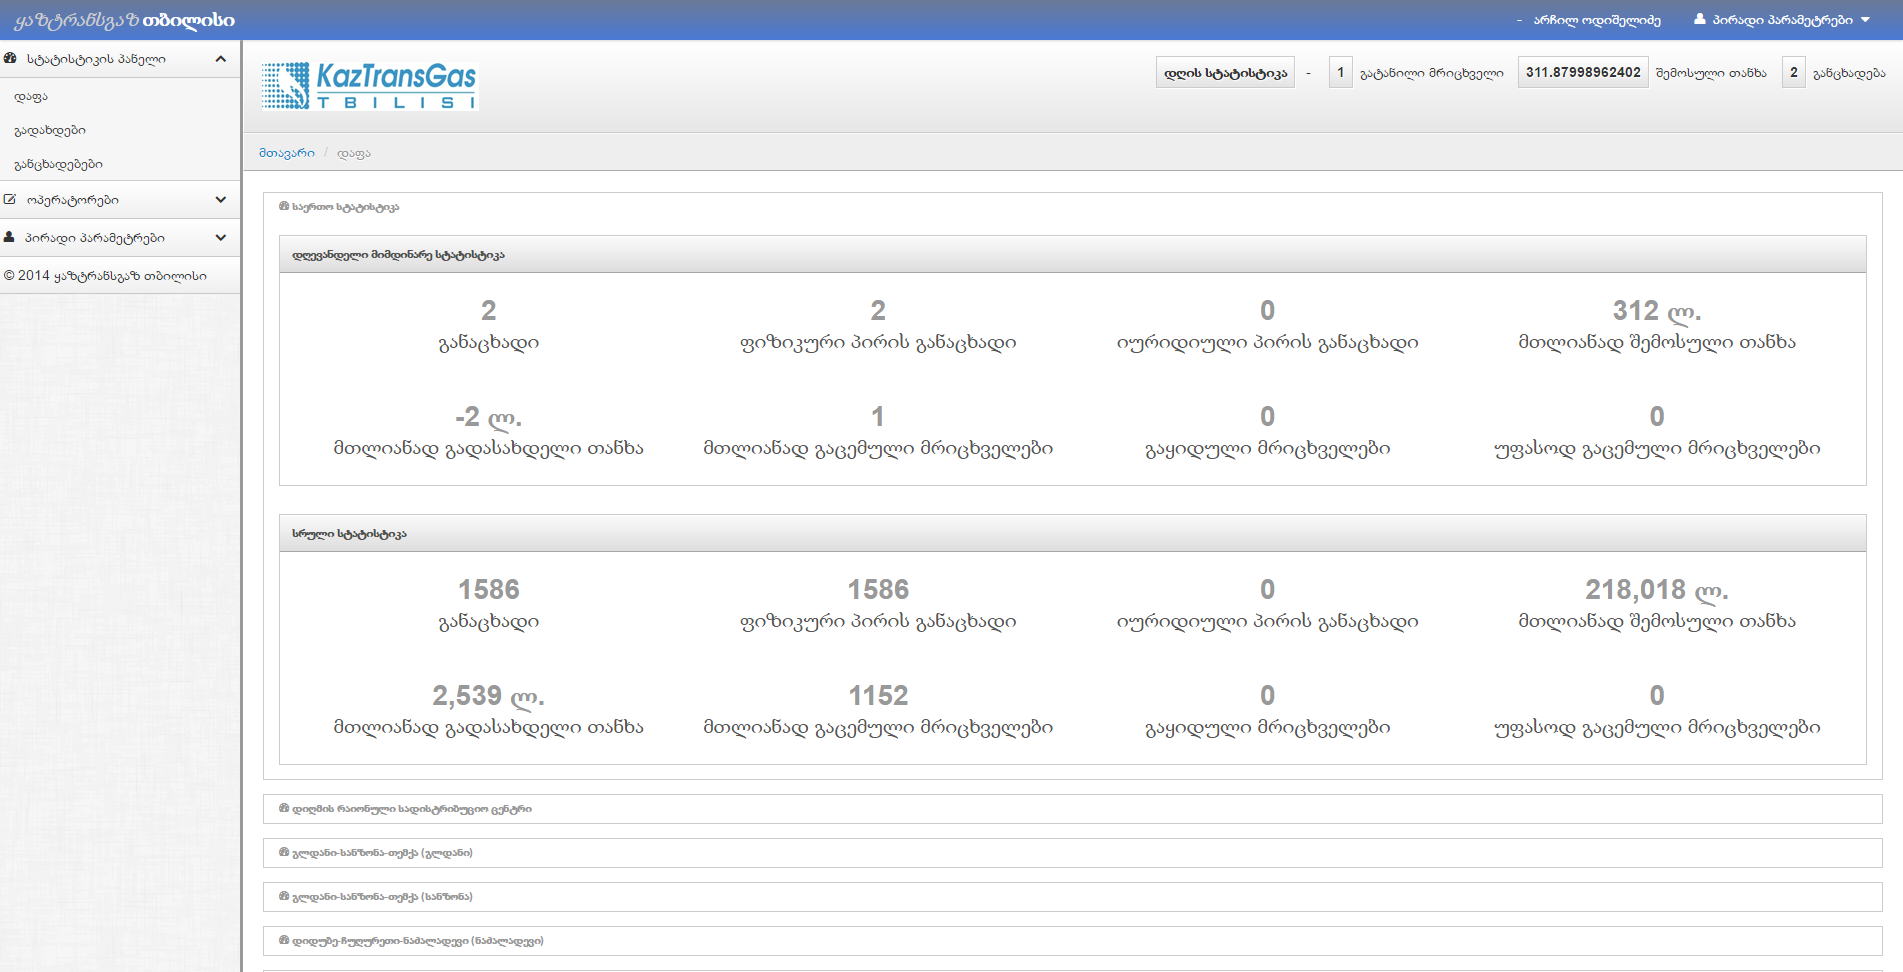 ყაზტრანსგაზ თბილისი
- არჩილ ოდიშელიძე
პირადი პარამეტრები
სტატისტიკის პანელი
დაფა
გადახდები
განცხადებები
ოპერატორები
პირადი პარამეტრები
© 2014 ყაზტრანსგაზ თბილისი
KazTransGas
TBILISI
დღის სტატისტიკა - 1 გატანილი მრიცხველი 311.87998962402 შემოსული თანხა 2 განცხადება
მთავარი / დაფა
საერთო სტატისტიკა
დღევანდელი მიმდინარე სტატისტიკა
2 2 0 312 ლ.
განაცხადი ფიზიკური პირის განაცხადი იურიდიული პირის განაცხადი მთლიანად შემოსული თანხა
-2 ლ. 1 0 0
მთლიანად გადასახდელი თანხა მთლიანად გაცემული მრიცხველები გაყიდული მრიცხველები უფასოდ გაცემული მრიცხველები
სრული სტატისტიკა
1586 1586 0 218,018 ლ.
განაცხადი ფიზიკური პირის განაცხადი იურიდიული პირის განაცხადი მთლიანად შემოსული თანხა
2,539 ლ. 1152 0 0
მთლიანად გადასახდელი თანხა მთლიანად გაცემული მრიცხველები გაყიდული მრიცხველები უფასოდ გაცემული მრიცხველები
დიღმის რაიონული სადისტრიბუციო ცენტრი
გლდანი-სანზონა-თემქა (გლდანი)
გლდანი-სანზონა-თემქა (სანზონა)
დიდუბე-ჩუღურეთი-ნაძალადევი (ნაძალადევი)